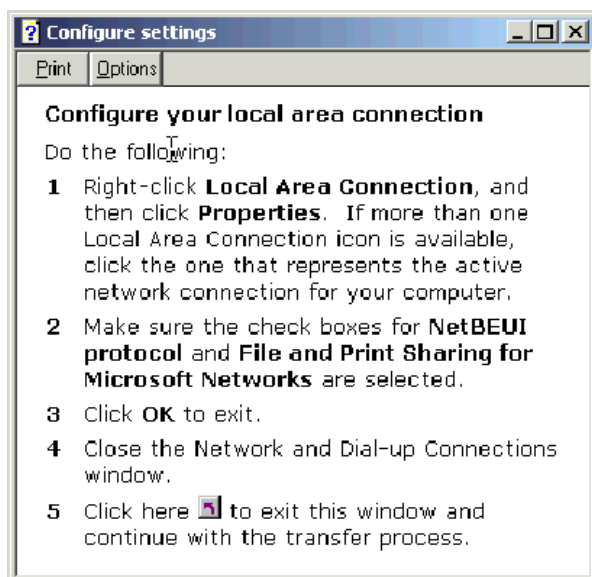 Configure settings
Print Options
Configure your local area connection
Do the following:
1 Right-click Local Area Connection, and
then click Properties. If more than one
Local Area Connection icon is available,
click the one that represents the active
network connection for your computer.
2 Make sure the check boxes for NetBEUI
protocol and File and Print Sharing for
Microsoft Networks are selected.
3 Click OK to exit.
4 Close the Network and Dial-up Connections
window.
5 Click here to exit this window and
continue with the transfer process.